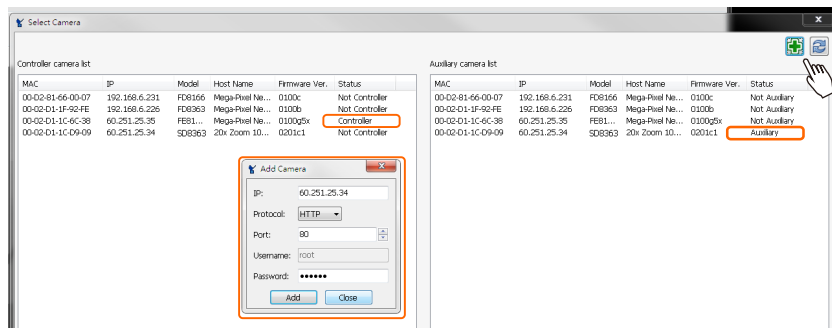 Select Camera
x
Controller camera list
MAC IP Model Host Name Firmware Ver. Status
00-D2-81-66-00-07 192.168.6.231 FD8166 Mega-Pixel Ne... 0100c Not Controller
00-02-D1-1F-92-FE 192.168.6.226 FD8363 Mega-Pixel Ne... 0100b Not Controller
00-02-D1-1C-6C-38 60.251.25.35 FE81... Mega-Pixel Ne... 0100g5x Controller
00-02-D1-1C-D9-09 60.251.25.34 SD8363 20x Zoom 10... 0201c1 Not Controller
Auxiliary camera list
MAC IP Model Host Name Firmware Ver. Status
00-D2-81-66-00-07 192.168.6.231 FD8166 Mega-Pixel Ne... 0100c Not Auxiliary
00-02-D1-1F-92-FE 192.168.6.226 FD8363 Mega-Pixel Ne... 0100b Not Auxiliary
00-02-D1-1C-6C-38 60.251.25.35 FE81... Mega-Pixel Ne... 0100g5x Not Auxiliary
00-02-D1-1C-D9-09 60.251.25.34 SD8363 20x Zoom 10... 0201c1 Auxiliary
Add Camera
x
IP: 60.251.25.34
Protocol: HTTP
Port: 80
Username: root
Password: ••••••
Add Close